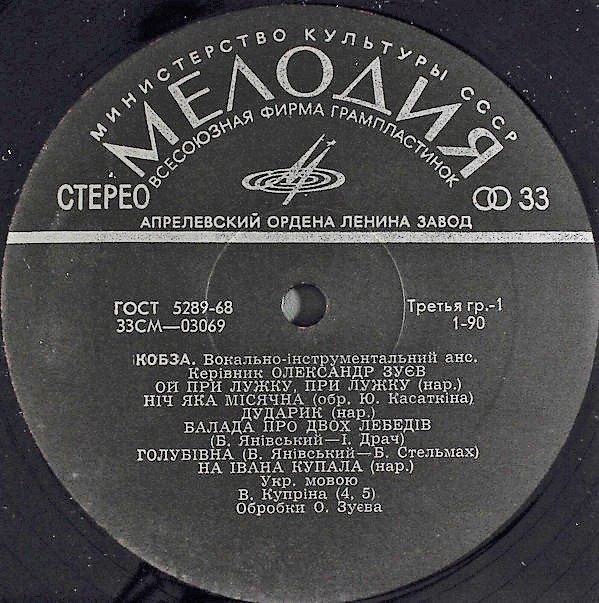 МИНИСТЕРСТВО КУЛЬТУРЫ СССР
МЕЛОДИЯ
ВСЕСОЮЗНАЯ ФИРМА ГРАМПЛАСТИНОК
СТЕРЕО
33
АПРЕЛЕВСКИЙ ОРДЕНА ЛЕНИНА ЗАВОД
ГОСТ 5289-68
Третья гр.-1
33СМ—03069
1-90
КОБЗА. Вокально-інструментальний анс.
Керівник ОЛЕКСАНДР ЗУЄВ
ОЙ ПРИ ЛУЖКУ, ПРИ ЛУЖКУ (нар.)
НІЧ ЯКА МІСЯЧНА (обр. Ю. Касаткіна)
ДУДАРИК (нар.)
БАЛАДА ПРО ДВОХ ЛЕБЕДІВ
(Б. Янівський—І. Драч)
ГОЛУБІВНА (В. Янівський—Б. Стельмах)
НА ІВАНА КУПАЛА (нар.)
Укр. мовою
В. Купріна (4, 5)
Обробки О. Зуєва